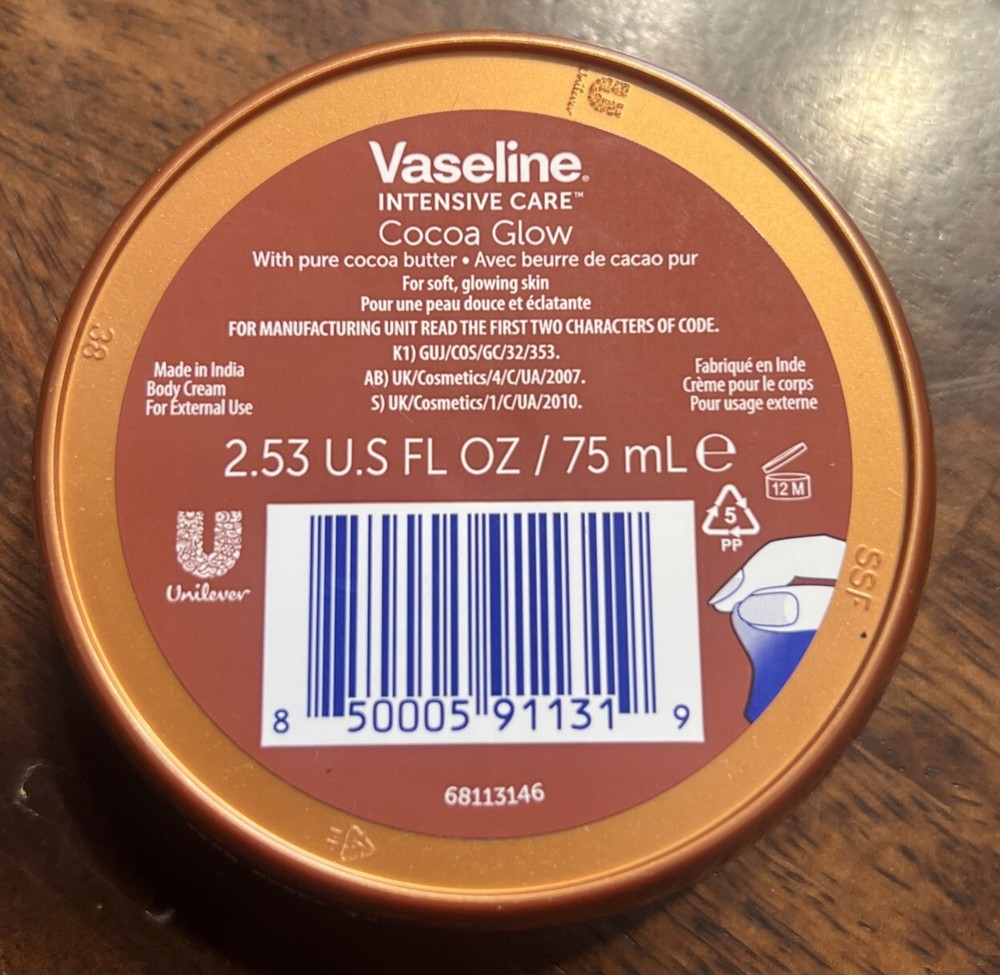 Unilever
Vaseline®
INTENSIVE CARE™
Cocoa Glow
With pure cocoa butter • Avec beurre de cacao pur
For soft, glowing skin
Pour une peau douce et éclatante
FOR MANUFACTURING UNIT READ THE FIRST TWO CHARACTERS OF CODE.
K1) GUJ/COS/GC/32/353.
AB) UK/Cosmetics/4/C/UA/2007.
S) UK/Cosmetics/1/C/UA/2010.
Made in India
Body Cream
For External Use
Fabriqué en Inde
Crème pour le corps
Pour usage externe
38
2.53 U.S FL OZ / 75 mL e
12 M
5
PP
Unilever
SSF
8 50005 91131 9
68113146